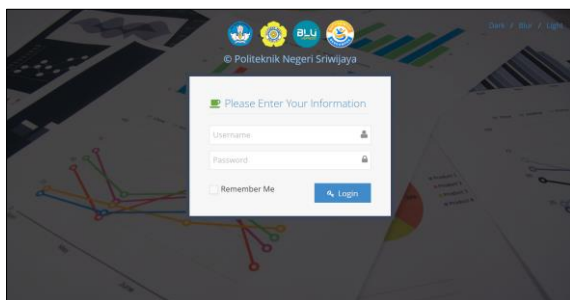 Dark / Blur / Light
BLU
© Politeknik Negeri Sriwijaya
Please Enter Your Information
Username
Password
Remember Me
Login